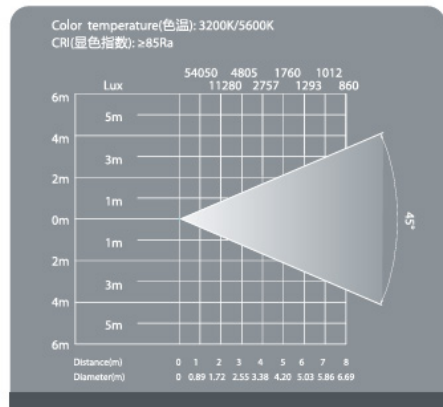 Color temperature(色温): 3200K/5600K
CRI(显色指数): ≥85Ra
54050 4805 1760 1012
Lux 11280 2757 1293 860
6m
5m
4m
3m
2m
1m
0m
1m
2m
3m
4m
5m
6m
45°
Distance(m) 0 1 2 3 4 5 6 7 8
Diameter(m) 0 0.89 1.72 2.55 3.38 4.20 5.03 5.86 6.69